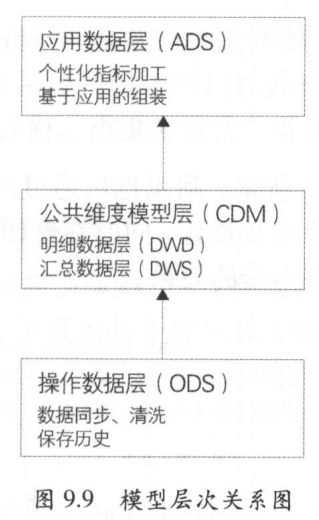 应用数据层（ADS）
个性化指标加工
基于应用的组装
公共维度模型层（CDM）
明细数据层（DWD）
汇总数据层（DWS）
操作数据层（ODS）
数据同步、清洗
保存历史
图 9.9 模型层次关系图